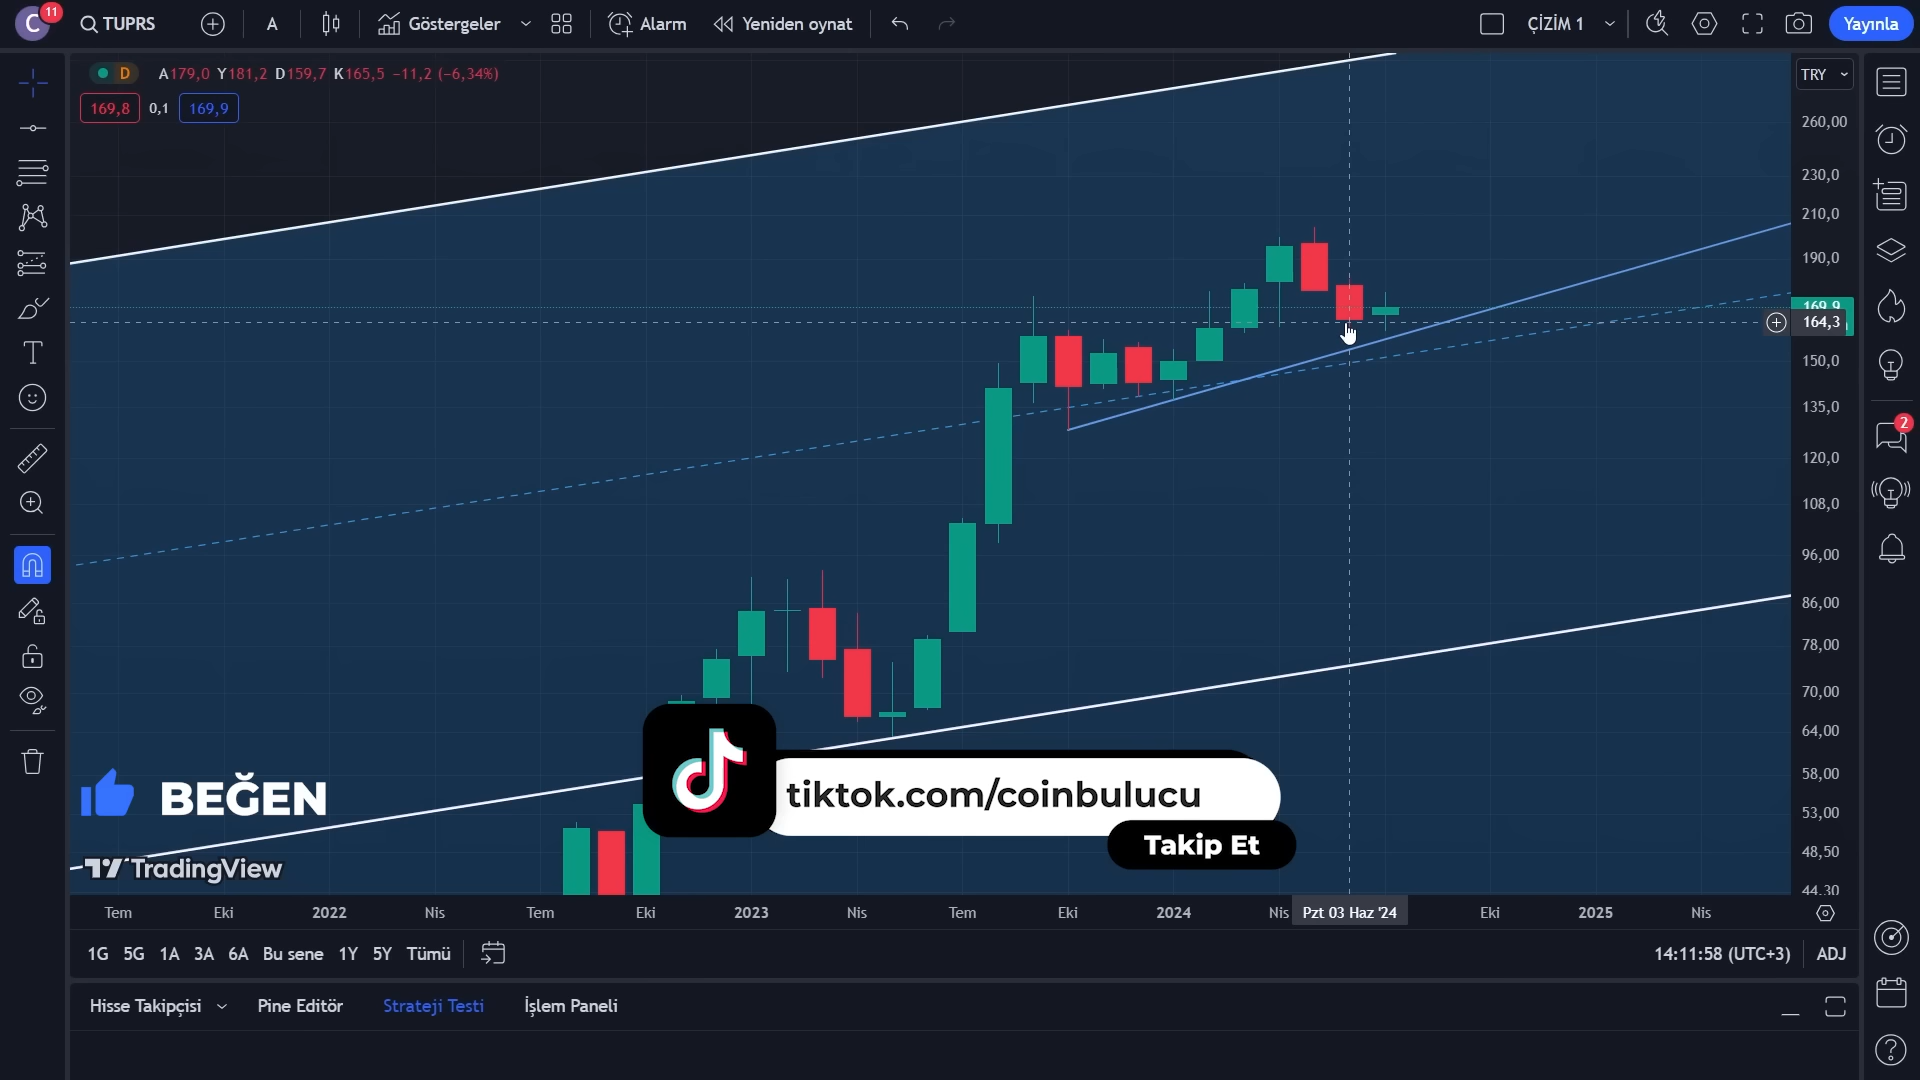 C 11 TUPRS A Göstergeler Alarm Yeniden oynat ÇİZİM 1 Yayınla
D A179,0 Y181,2 D159,7 K165,5 −11,2 (−6,34%)
TRY
169,8 0,1 169,9
260,00
230,0
210,0
190,0
169,9
164,3
150,0
135,0
120,0
108,0
96,00
86,00
78,00
70,00
64,00
58,00
53,00
48,50
44,30
2
BEĞEN
tiktok.com/coinbulucu
Takip Et
TradingView
Tem Eki 2022 Nis Tem Eki 2023 Nis Tem Eki 2024 Nis Pzt 03 Haz '24 Eki 2025 Nis
1G 5G 1A 3A 6A Bu sene 1Y 5Y Tümü 14:11:58 (UTC+3) ADJ
Hisse Takipçisi Pine Editör Strateji Testi İşlem Paneli